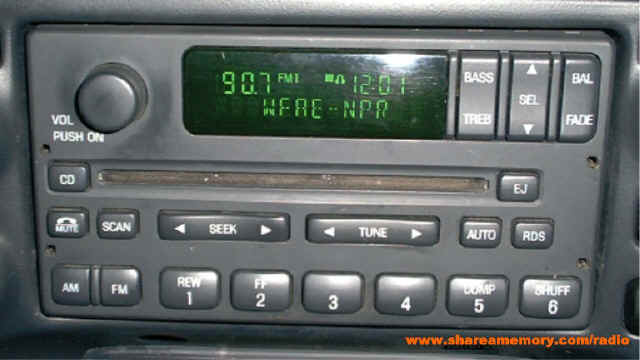 90.7 FM1 12:01
WFAE-NPR
VOL
PUSH ON
BASS
TREB
SEL
BAL
FADE
CD
EJ
MUTE
SCAN
SEEK
TUNE
AUTO
RDS
AM
FM
REW
1
FF
2
3
4
COMP
5
SHUFF
6
www.shareamemory.com/radio